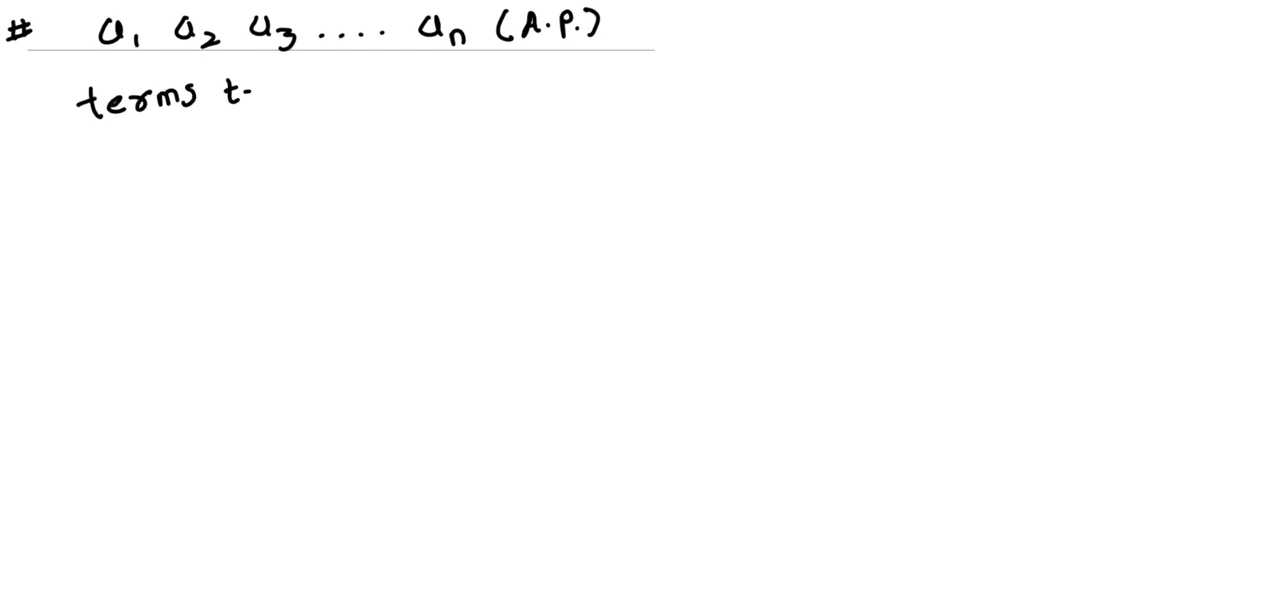 # a₁ a₂ a₃ .... aₙ (A.P.)
terms t-